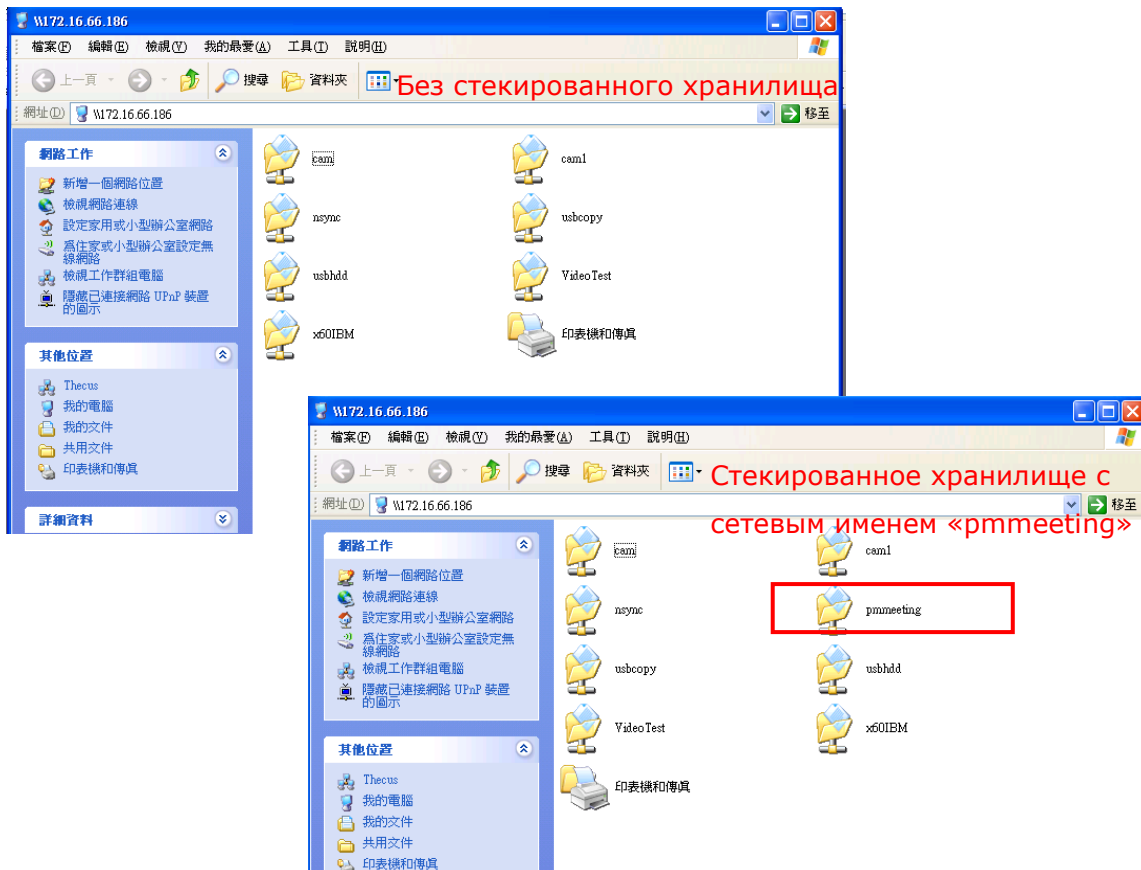 \\172.16.66.186
檔案(F) 編輯(E) 檢視(V) 我的最愛(A) 工具(T) 說明(H)
上一頁 搜尋 資料夾
Без стекированного хранилища
網址(D) \\172.16.66.186 移至
網路工作
新增一個網路位置
檢視網路連線
設定家用或小型辦公室網路
為住家或小型辦公室設定無
線網路
檢視工作群組電腦
隱藏已連接網路 UPnP 裝置
的圖示
其他位置
Thecus
我的電腦
我的文件
共用文件
印表機和傳真
詳細資料
cam cam1
nsync usbcopy
usbhdd VideoTest
x60IBM 印表機和傳真
\\172.16.66.186
檔案(F) 編輯(E) 檢視(V) 我的最愛(A) 工具(T) 說明(H)
上一頁 搜尋 資料夾
Стекированное хранилище с
網址(D) \\172.16.66.186 移至
сетевым именем «pmmeeting»
網路工作
新增一個網路位置
檢視網路連線
設定家用或小型辦公室網路
為住家或小型辦公室設定無
線網路
檢視工作群組電腦
隱藏已連接網路 UPnP 裝置
的圖示
其他位置
Thecus
我的電腦
我的文件
共用文件
印表機和傳真
cam cam1
nsync pmmeeting
usbcopy usbhdd
VideoTest x60IBM
印表機和傳真